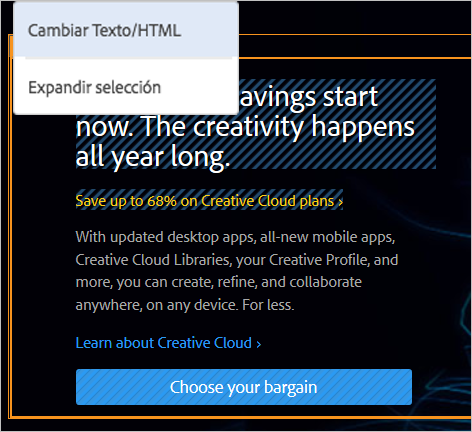 Cambiar Texto/HTML
Expandir selección
avings start
now. The creativity happens
all year long.
Save up to 68% on Creative Cloud plans ›
With updated desktop apps, all-new mobile apps,
Creative Cloud Libraries, your Creative Profile, and
more, you can create, refine, and collaborate
anywhere, on any device. For less.
Learn about Creative Cloud ›
Choose your bargain